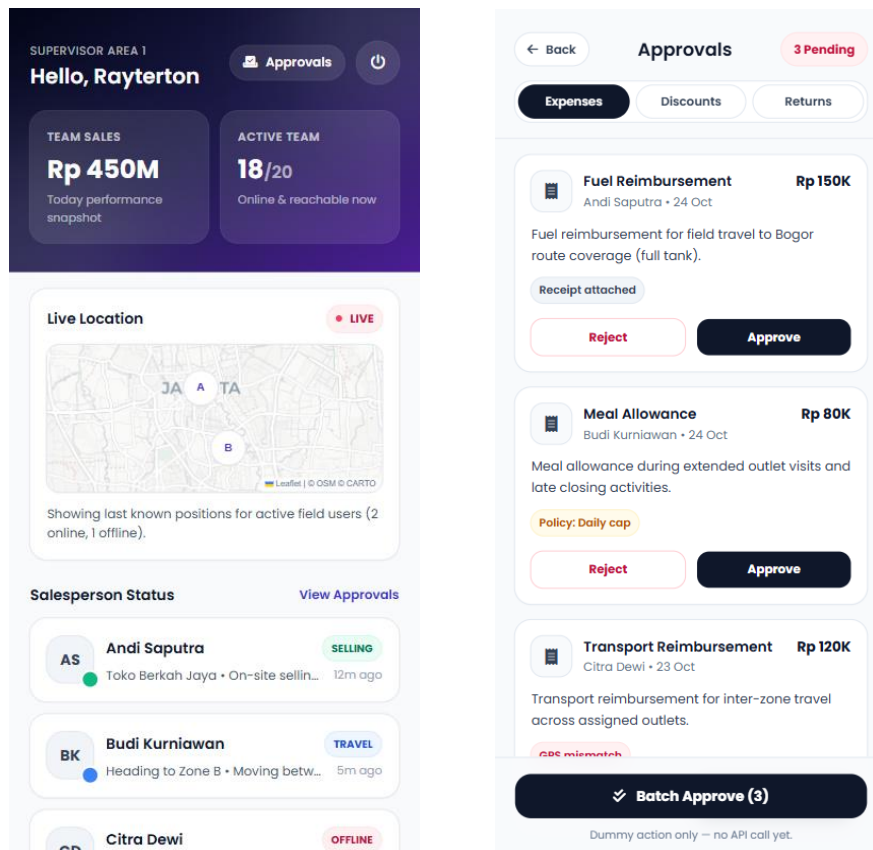 SUPERVISOR AREA 1
Hello, Rayterton
Approvals
TEAM SALES
Rp 450M
Today performance
snapshot
ACTIVE TEAM
18/20
Online & reachable now
Live Location
LIVE
JA
A
TA
B
Leaflet | © OSM © CARTO
Showing last known positions for active field users (2
online, 1 offline).
Salesperson Status
View Approvals
AS
Andi Saputra
SELLING
Toko Berkah Jaya • On-site sellin...
12m ago
BK
Budi Kurniawan
TRAVEL
Heading to Zone B • Moving betw...
5m ago
CD
Citra Dewi
OFFLINE
← Back
Approvals
3 Pending
Expenses
Discounts
Returns
Fuel Reimbursement
Rp 150K
Andi Saputra • 24 Oct
Fuel reimbursement for field travel to Bogor
route coverage (full tank).
Receipt attached
Reject
Approve
Meal Allowance
Rp 80K
Budi Kurniawan • 24 Oct
Meal allowance during extended outlet visits and
late closing activities.
Policy: Daily cap
Reject
Approve
Transport Reimbursement
Rp 120K
Citra Dewi • 23 Oct
Transport reimbursement for inter-zone travel
across assigned outlets.
GPS mismatch
Batch Approve (3)
Dummy action only — no API call yet.